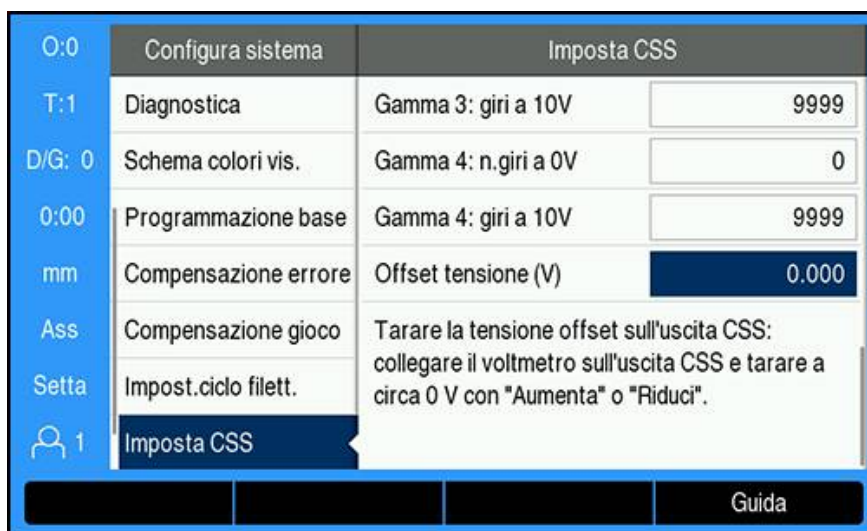 O:0
T:1
D/G: 0
0:00
mm
Ass
Setta
1
Configura sistema
Diagnostica
Schema colori vis.
Programmazione base
Compensazione errore
Compensazione gioco
Impost.ciclo filett.
Imposta CSS
Imposta CSS
Gamma 3: giri a 10V 9999
Gamma 4: n.giri a 0V 0
Gamma 4: giri a 10V 9999
Offset tensione (V) 0.000
Tarare la tensione offset sull'uscita CSS:
collegare il voltmetro sull'uscita CSS e tarare a
circa 0 V con "Aumenta" o "Riduci".
Guida